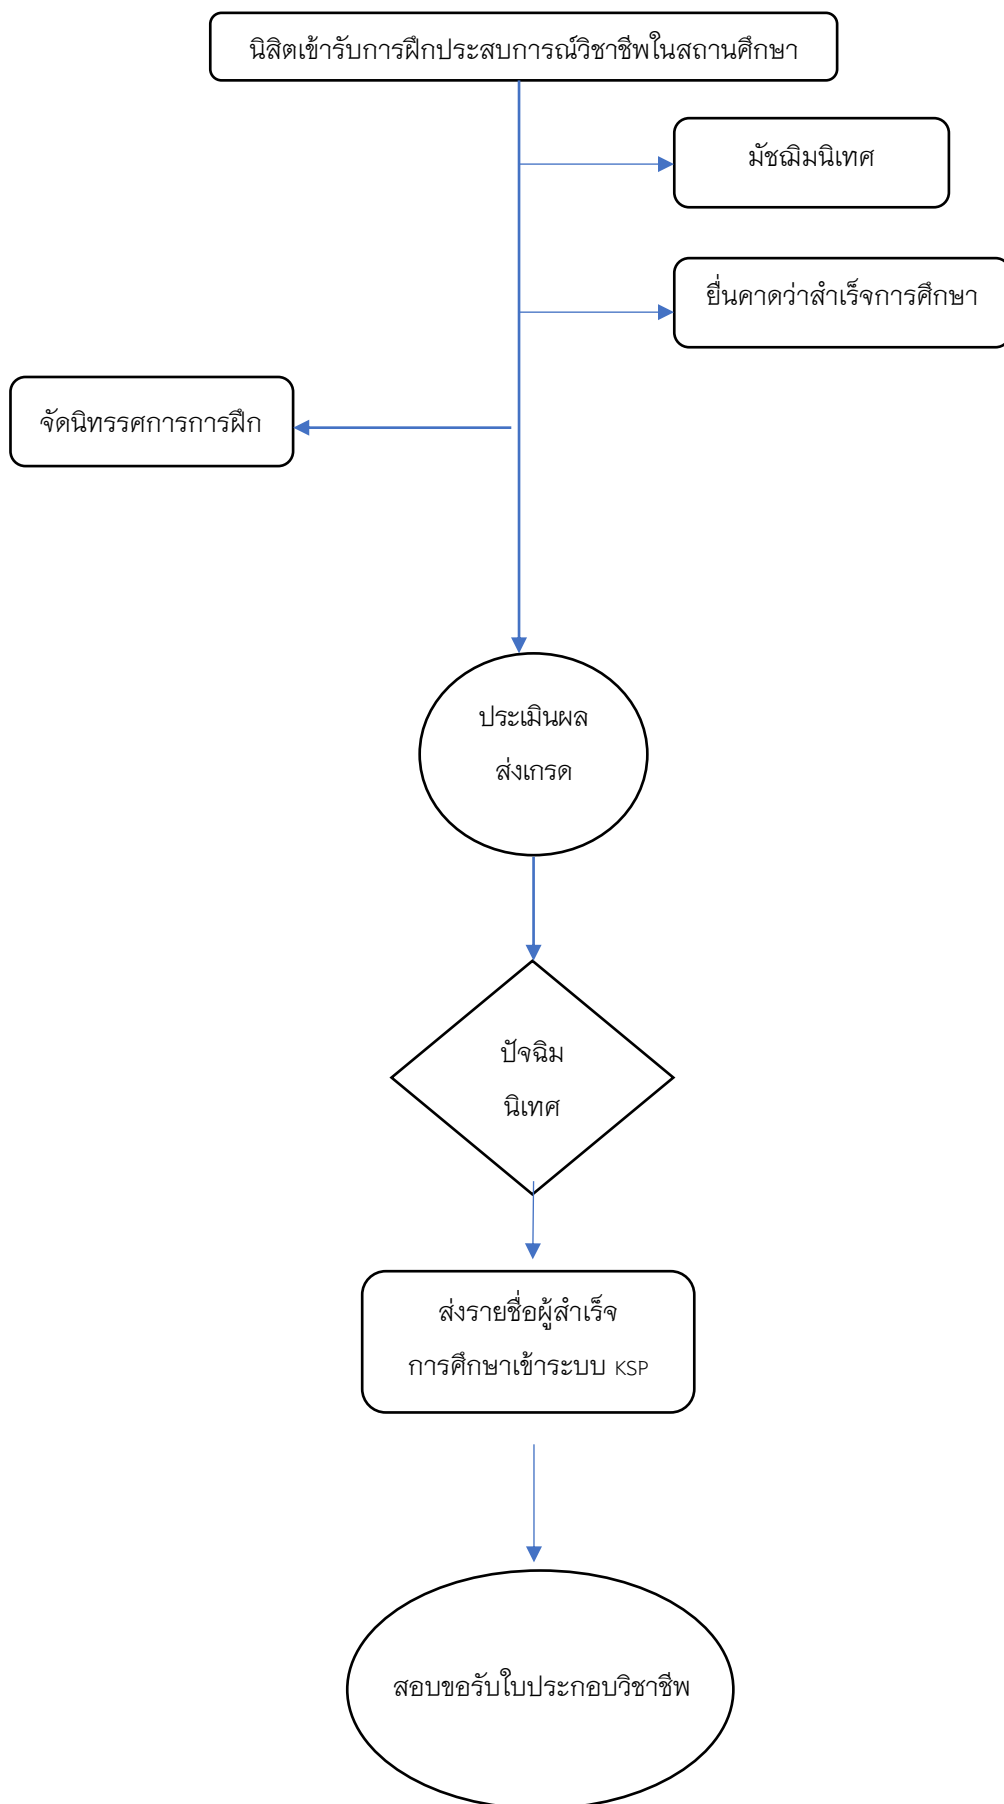 นิสิตเข้ารับการฝึกประสบการณ์วิชาชีพในสถานศึกษา
มัชฌิมนิเทศ
ยื่นคาดว่าสำเร็จการศึกษา
จัดนิทรรศการการฝึก
ประเมินผล
ส่งเกรด
ปัจฉิม
นิเทศ
ส่งรายชื่อผู้สำเร็จ
การศึกษาเข้าระบบ KSP
สอบขอรับใบประกอบวิชาชีพ